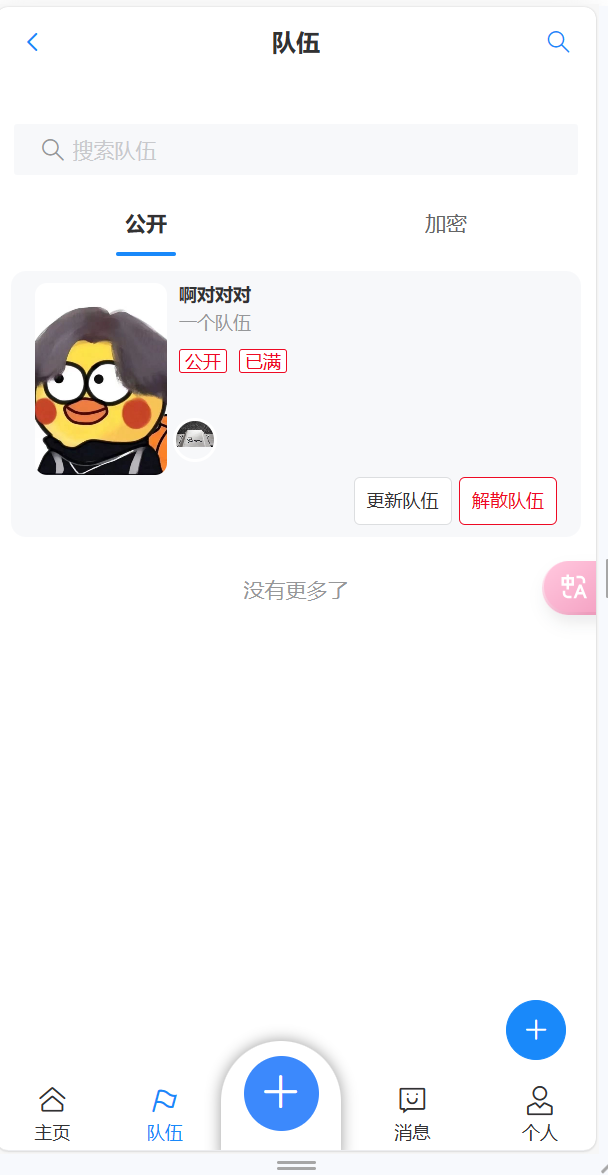 队伍
搜索队伍
公开 加密
啊对对对
一个队伍
公开 已满
更新队伍 解散队伍
没有更多了
中A
主页 队伍 消息 个人